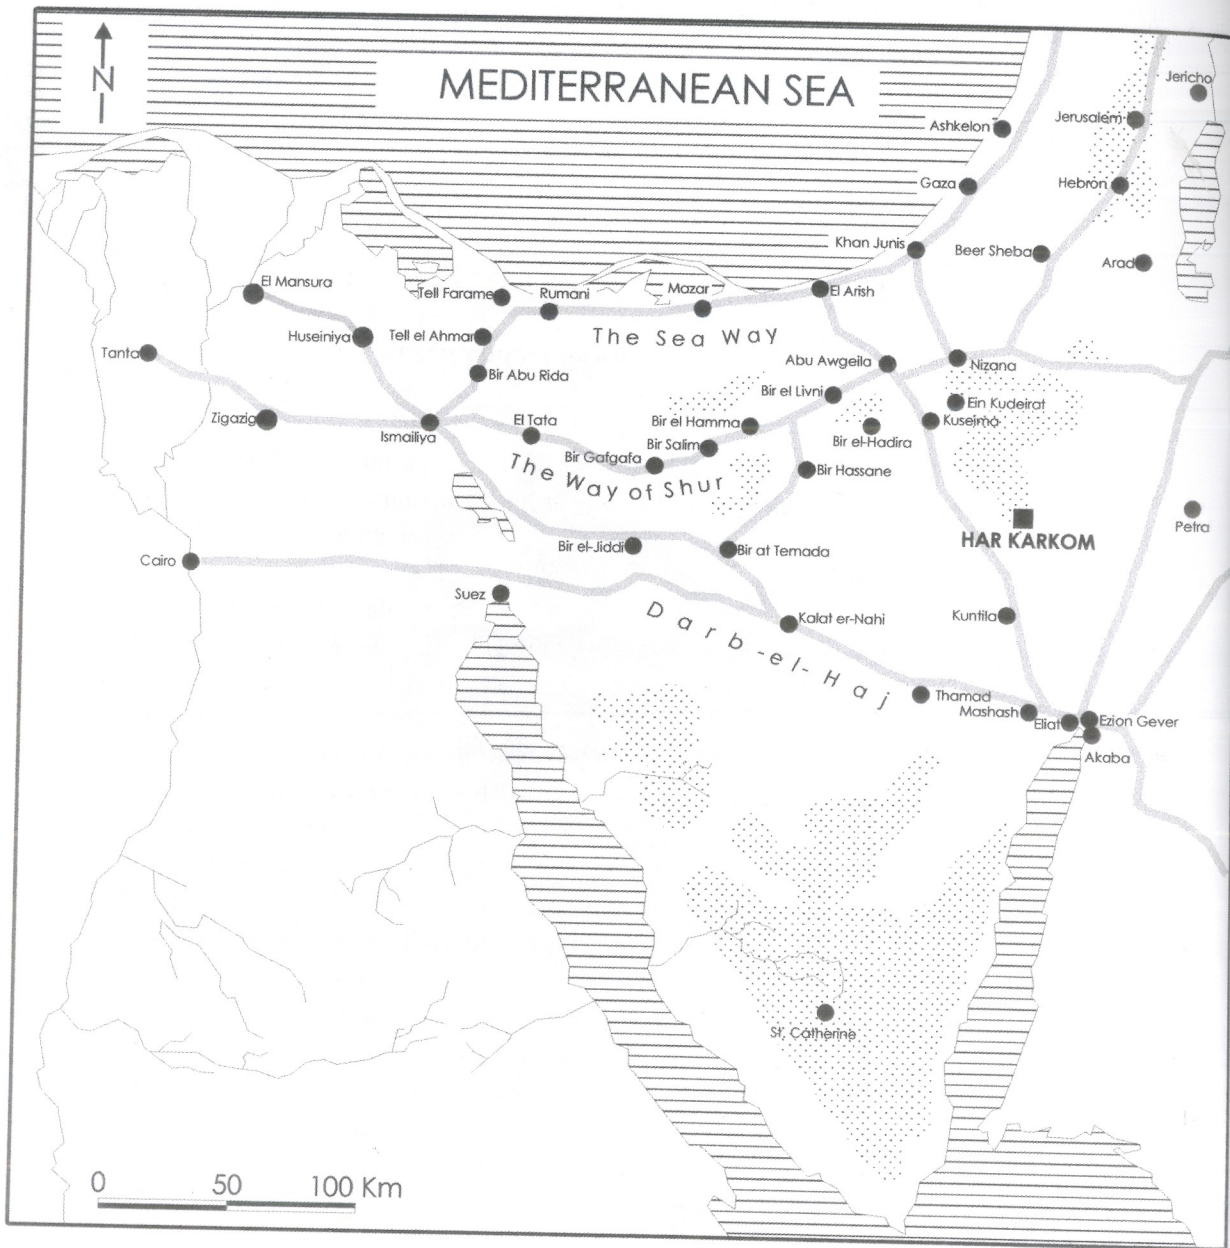 N
MEDITERRANEAN SEA
Jericho
Ashkelon
Jerusalem
Gaza
Hebron
Khan Junis
Beer Sheba
Arad
El Mansura
Tell Farame
Rumani
Mazar
El Arish
Huseiniya
Tell el Ahmar
The Sea Way
Tanta
Abu Awgeila
Nizana
Bir Abu Rida
Bir el Livni
Ein Kudeirat
Zigazig
Ismailiya
El Tata
Bir el Hamma
Kuseima
Bir el-Hadira
Bir Salim
Bir Gafgafa
Bir Hassane
The Way of Shur
Petra
HAR KARKOM
Cairo
Bir el-Jiddi
Bir at Temada
Suez
Kalat er-Nahi
Kuntila
Darb-el-Haj
Thamad
Mashash
Eliat
Ezion Gever
Akaba
St. Catherine
0 50 100 Km